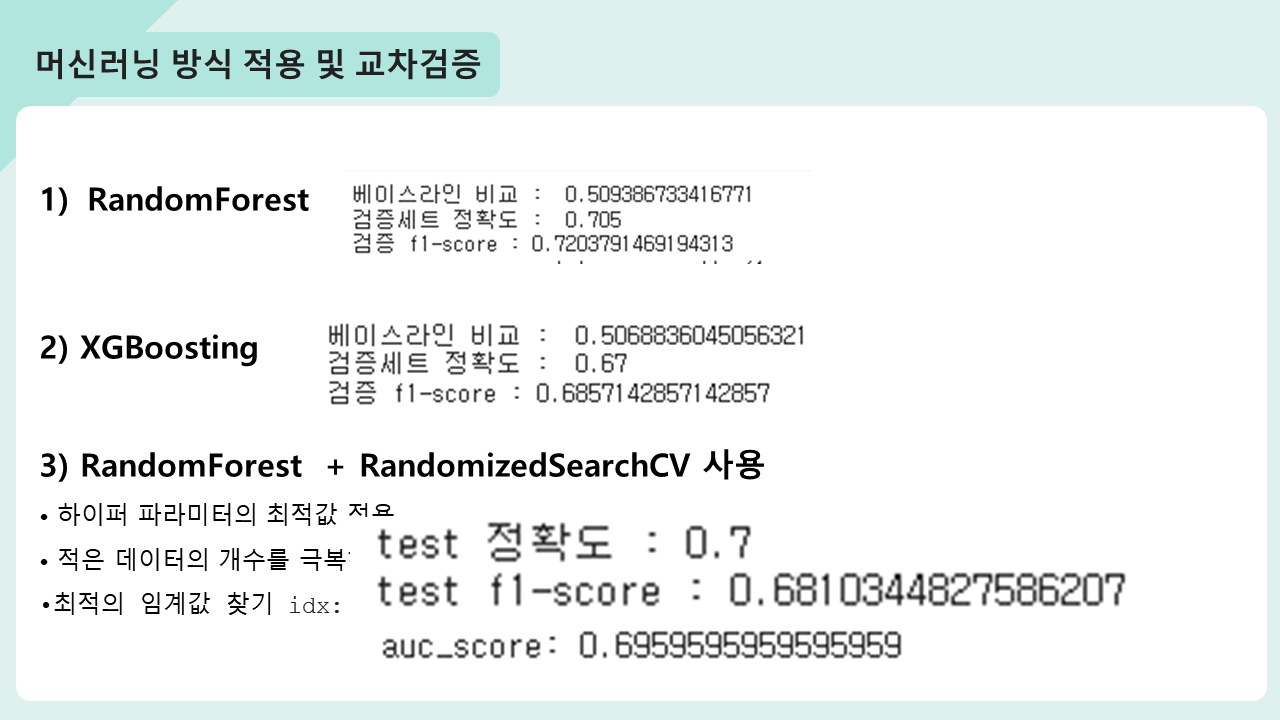 머신러닝 방식 적용 및 교차검증
1) RandomForest
베이스라인 비교 : 0.509386733416771
검증세트 정확도 : 0.705
검증 f1-score : 0.7203791469194313
2) XGBoosting
베이스라인 비교 : 0.5068836045056321
검증세트 정확도 : 0.67
검증 f1-score : 0.6857142857142857
3) RandomForest + RandomizedSearchCV 사용
• 하이퍼 파라미터의 최적값 적용
• 적은 데이터의 개수를 극복
•최적의 임계값 찾기 idx:
test 정확도 : 0.7
test f1-score : 0.6810344827586207
auc_score: 0.6959595959595959